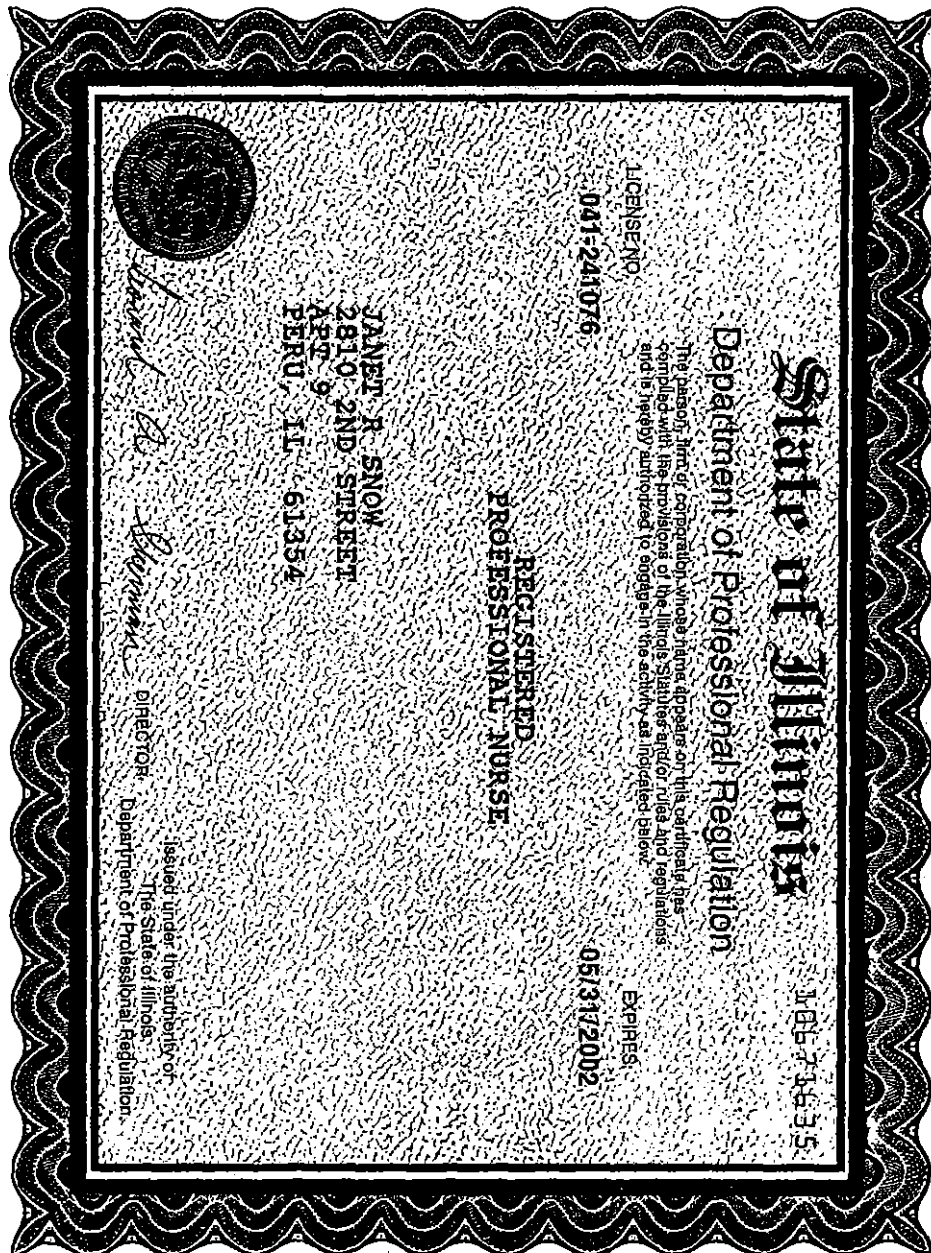 State of Illinois
Department of Professional Regulation
The person, firm or corporation whose name appears on this certificate has
complied with the provisions of the Illinois Statutes and/or rules and regulations
and is hereby authorized to engage in the activity as indicated below.
LICENSE NO.
EXPIRES:
041-241076
05/31/2002
REGISTERED
PROFESSIONAL NURSE
JANET R SNOW
2810 2ND STREET
APT 9
PERU, IL 61354
Issued under the authority of
The State of Illinois
DIRECTOR Department of Professional Regulation